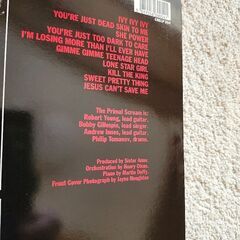 IVY IVY IVY
YOU'RE JUST DEAD SKIN TO ME
SHE POWER
YOU'RE JUST TOO DARK TO CARE
I'M LOSING MORE THAN I'LL EVER HAVE
GIMME GIMME TEENAGE HEAD
LONE STAR GIRL
KILL THE KING
SWEET PRETTY THING
JESUS CAN'T SAVE ME
The Primal Scream is:
Robert Young, lead guitar.
Bobby Gillespie, lead singer.
Andrew Innes, lead guitar.
Philip Tomanov, drums.
Produced by Sister Anne.
Orchestration by Henry Olsen.
Piano by Martin Duffy.
Front Cover Photograph by Jayne Houghton